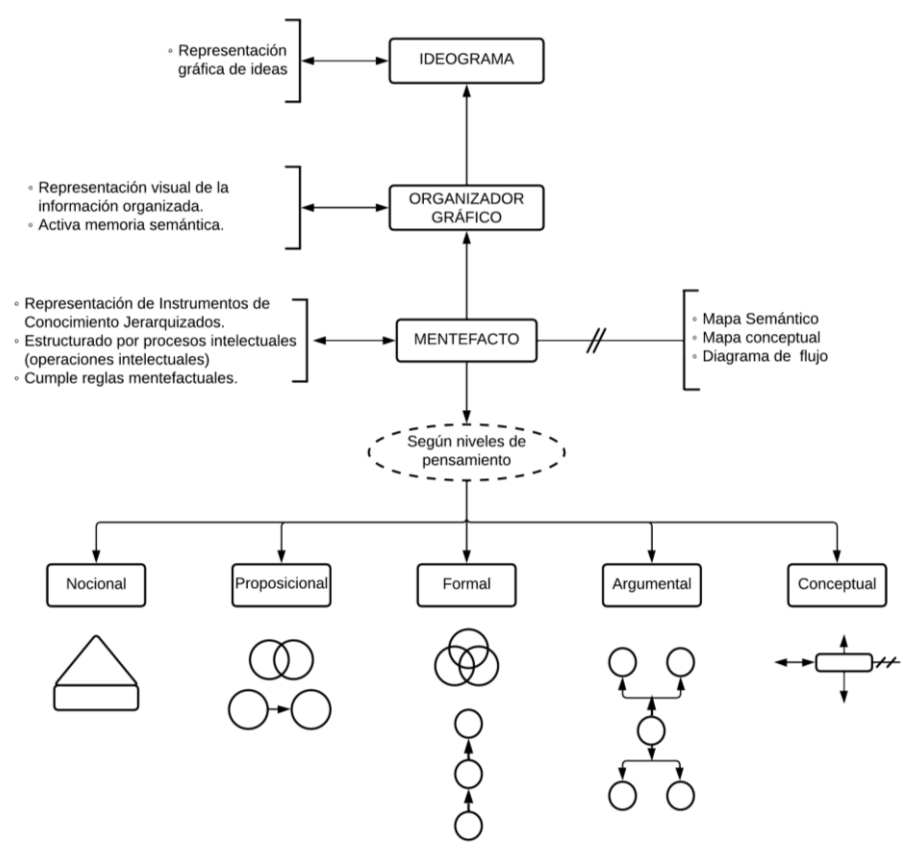 ◦ Representación
gráfica de ideas
IDEOGRAMA
◦ Representación visual de la
información organizada.
◦ Activa memoria semántica.
ORGANIZADOR
GRÁFICO
◦ Representación de Instrumentos de
Conocimiento Jerarquizados.
◦ Estructurado por procesos intelectuales
(operaciones intelectuales)
◦ Cumple reglas mentefactuales.
MENTEFACTO
◦ Mapa Semántico
◦ Mapa conceptual
◦ Diagrama de flujo
Según niveles de
pensamiento
Nocional
Proposicional
Formal
Argumental
Conceptual